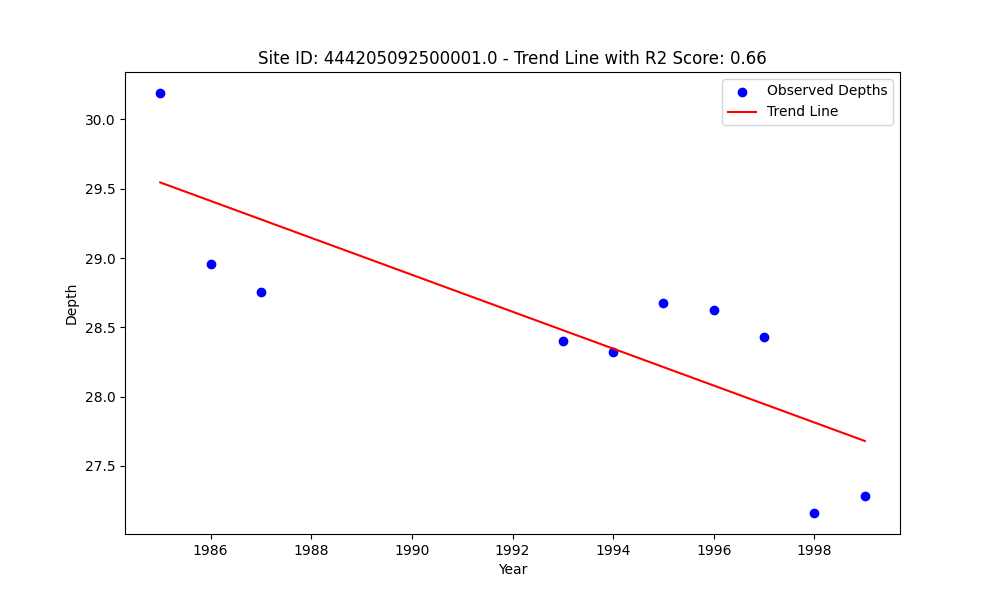 Site ID: 444205092500001.0 - Trend Line with R2 Score: 0.66
Observed Depths
Trend Line
30.0
29.5
29.0
28.5
28.0
27.5
Depth
1986 1988 1990 1992 1994 1996 1998
Year